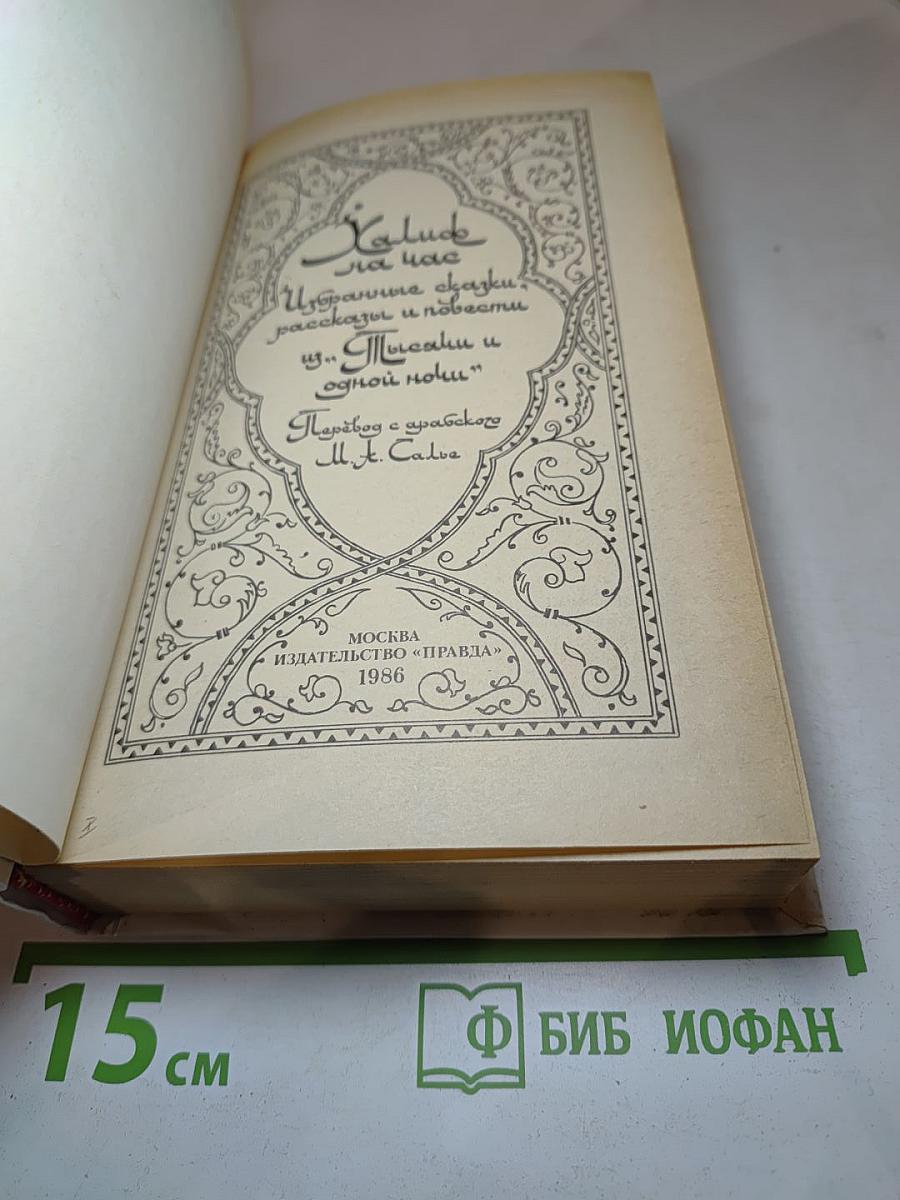 Халиф
на час
Избранные сказки,
рассказы и повести
из „Тысячи и
одной ночи"
Перевод с арабского
М. А. Салье
МОСКВА
ИЗДАТЕЛЬСТВО «ПРАВДА»
1986
15 см
Ф БИБ ИОФАН